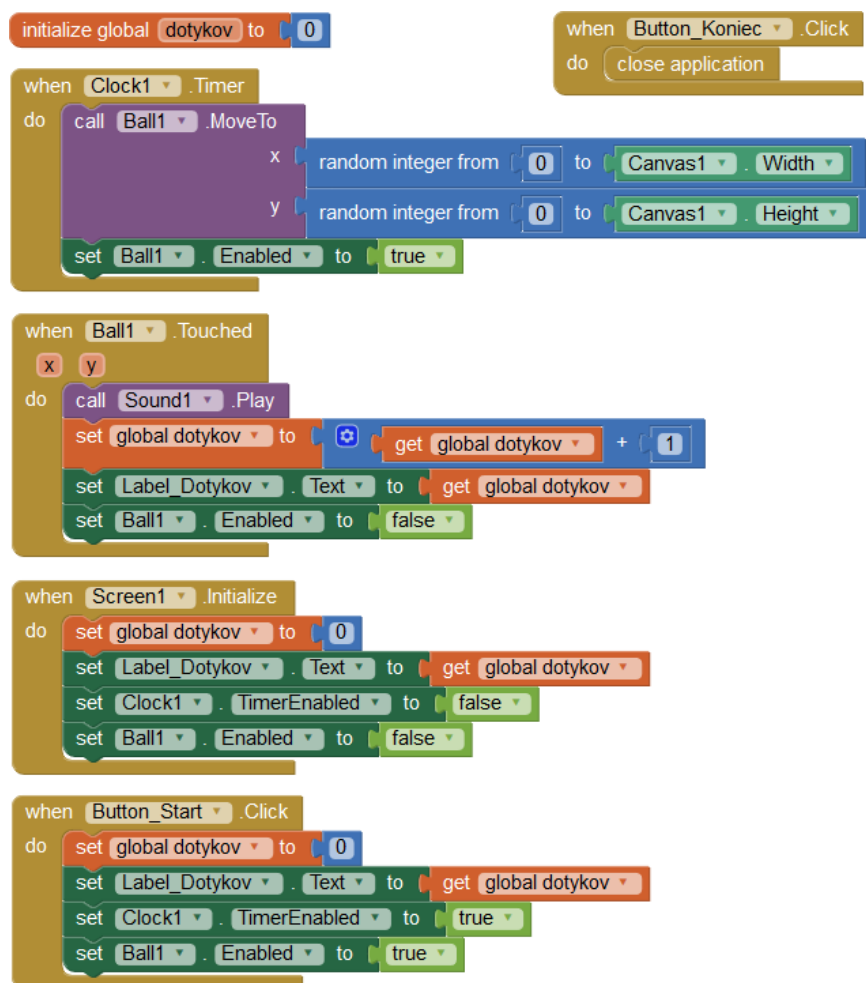 initialize global dotykov to 0
when Button_Koniec .Click
do close application
when Clock1 .Timer
do call Ball1 .MoveTo
x random integer from 0 to Canvas1 . Width
y random integer from 0 to Canvas1 . Height
set Ball1 . Enabled to true
when Ball1 .Touched
x y
do call Sound1 .Play
set global dotykov to get global dotykov + 1
set Label_Dotykov . Text to get global dotykov
set Ball1 . Enabled to false
when Screen1 .Initialize
do set global dotykov to 0
set Label_Dotykov . Text to get global dotykov
set Clock1 . TimerEnabled to false
set Ball1 . Enabled to false
when Button_Start .Click
do set global dotykov to 0
set Label_Dotykov . Text to get global dotykov
set Clock1 . TimerEnabled to true
set Ball1 . Enabled to true